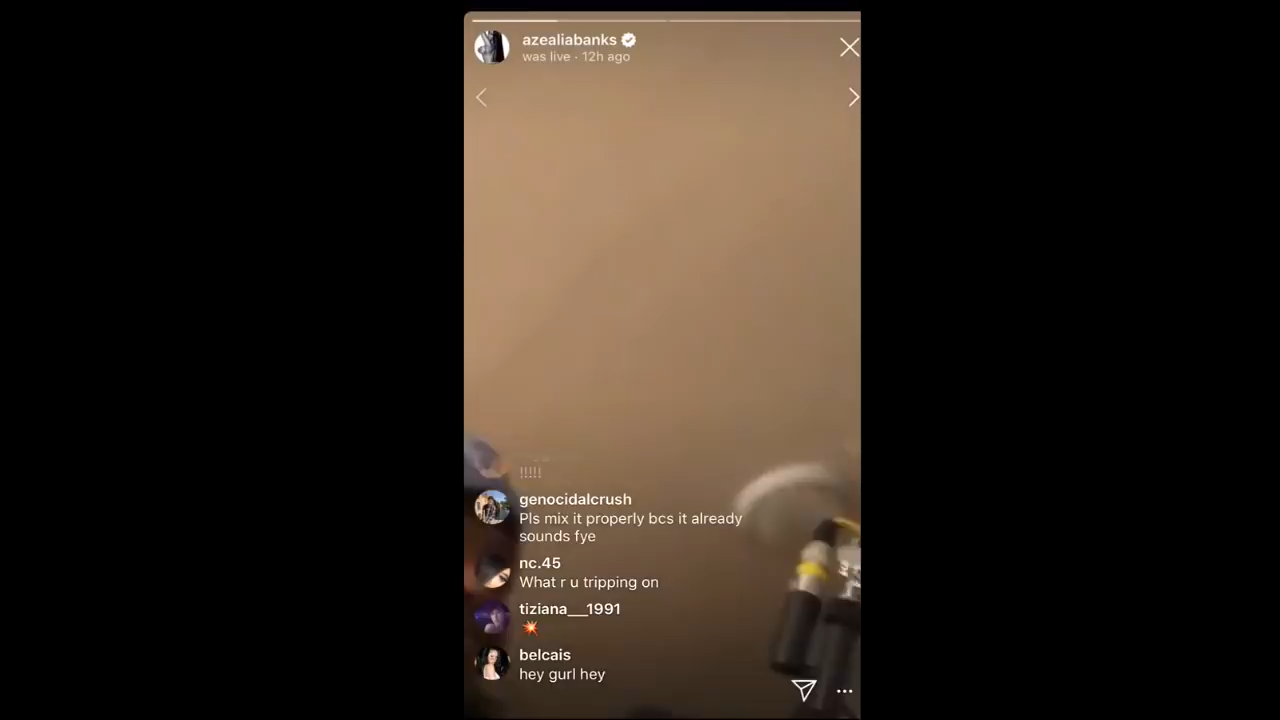 azealiabanks
was live · 12h ago
!!!!!
genocidalcrush
Pls mix it properly bcs it already
sounds fye
nc.45
What r u tripping on
tiziana___1991
💥
belcais
hey gurl hey